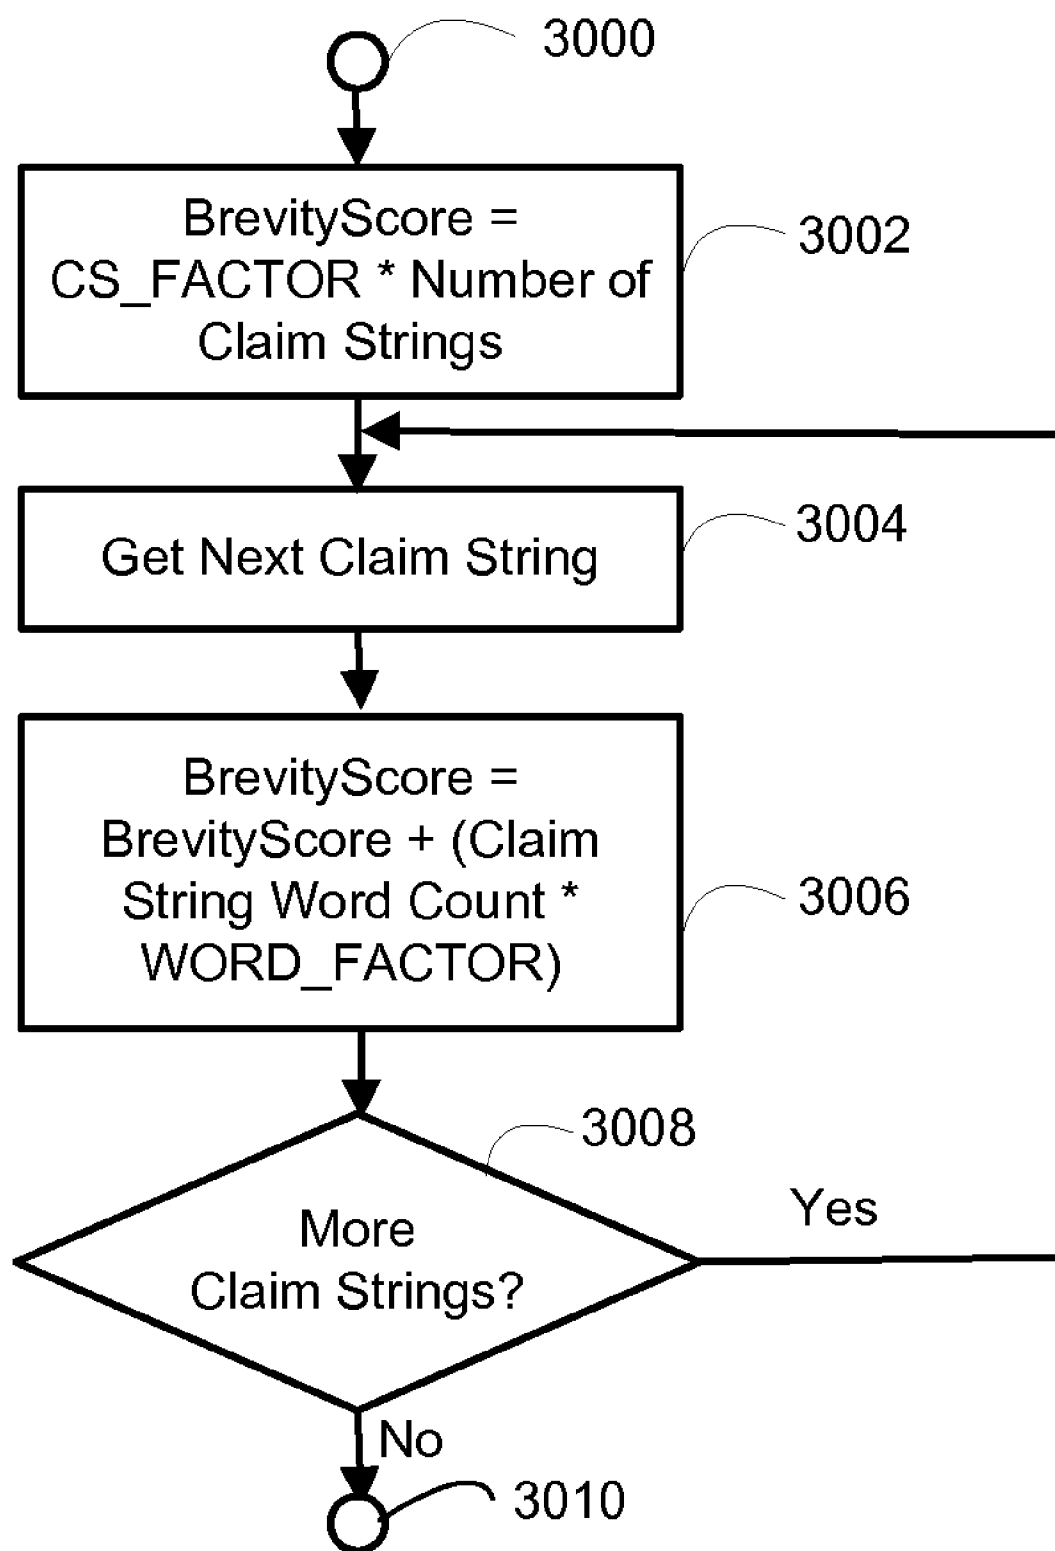 3000
BrevityScore =
CS_FACTOR * Number of
Claim Strings
3002
Get Next Claim String
3004
BrevityScore =
BrevityScore + (Claim
String Word Count *
WORD_FACTOR)
3006
3008
More
Claim Strings?
Yes
No
3010